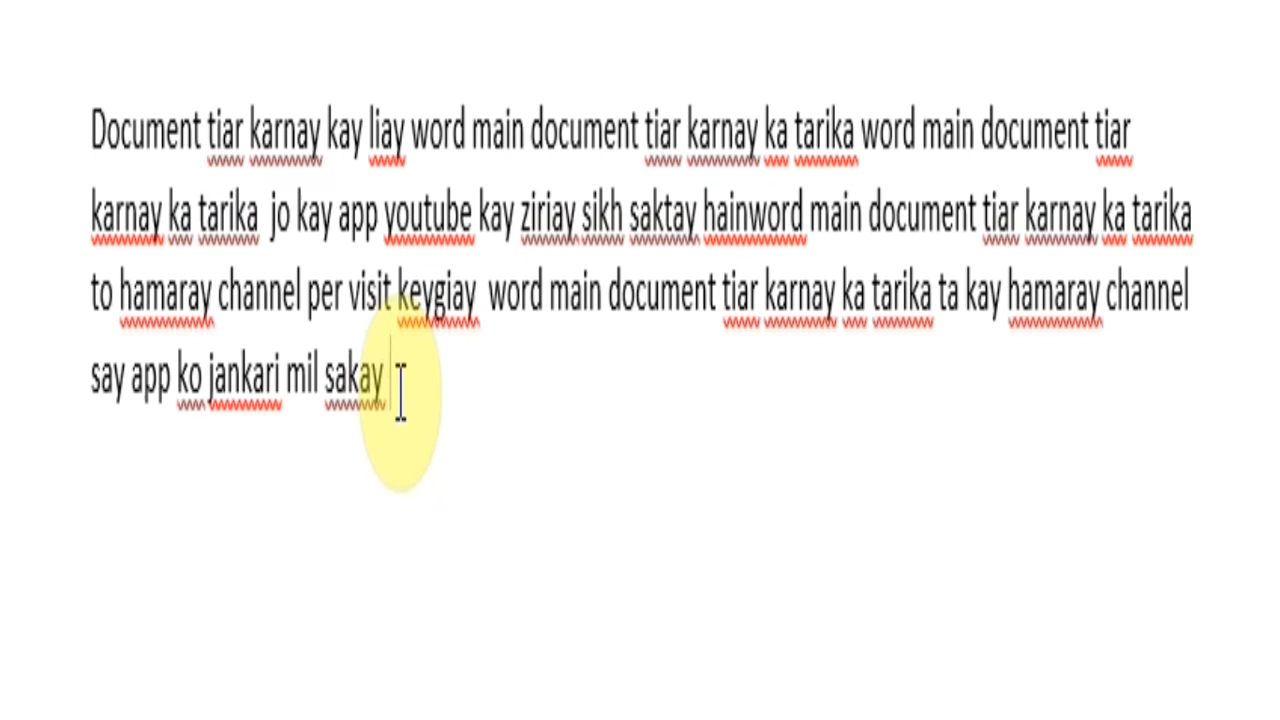 Document tiar karnay kay liay word main document tiar karnay ka tarika word main document tiar
karnay ka tarika  jo kay app youtube kay ziriay sikh saktay hainword main document tiar karnay ka tarika
to hamaray channel per visit keygiay  word main document tiar karnay ka tarika ta kay hamaray channel
say app ko jankari mil sakay